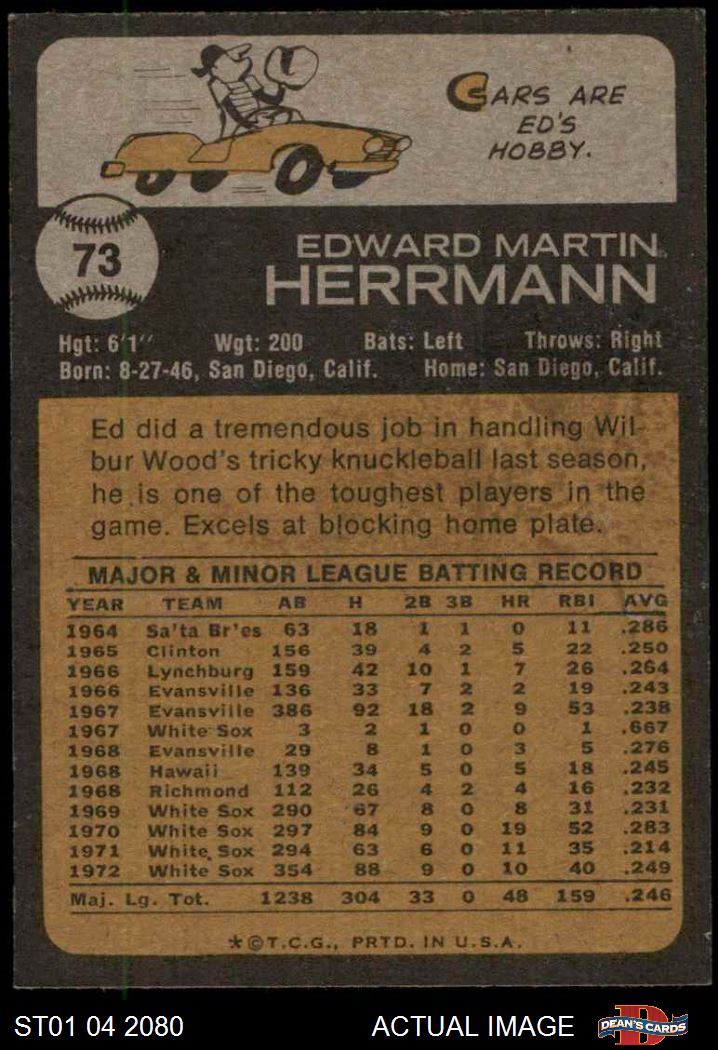 CARS ARE
ED'S
HOBBY.
73
EDWARD MARTIN
HERRMANN
Hgt: 6'1" Wgt: 200 Bats: Left Throws: Right
Born: 8-27-46, San Diego, Calif. Home: San Diego, Calif.
Ed did a tremendous job in handling Wil-
bur Wood's tricky knuckleball last season,
he is one of the toughest players in the
game. Excels at blocking home plate.
MAJOR & MINOR LEAGUE BATTING RECORD
YEAR TEAM AB H 2B 3B HR RBI AVG
1964 Sa'ta Br'es 63 18 1 1 0 11 .286
1965 Clinton 156 39 4 2 5 22 .250
1966 Lynchburg 159 42 10 1 7 26 .264
1966 Evansville 136 33 7 2 2 19 .243
1967 Evansville 386 92 18 2 9 53 .238
1967 White Sox 3 2 1 0 0 1 .667
1968 Evansville 29 8 1 0 3 5 .276
1968 Hawaii 139 34 5 0 5 18 .245
1968 Richmond 112 26 4 2 4 16 .232
1969 White Sox 290 67 8 0 8 31 .231
1970 White Sox 297 84 9 0 19 52 .283
1971 White Sox 294 63 6 0 11 35 .214
1972 White Sox 354 88 9 0 10 40 .249
Maj. Lg. Tot. 1238 304 33 0 48 159 .246
*©T.C.G., PRTD. IN U.S.A.
ST01 04 2080 ACTUAL IMAGE DEAN'S CARDS